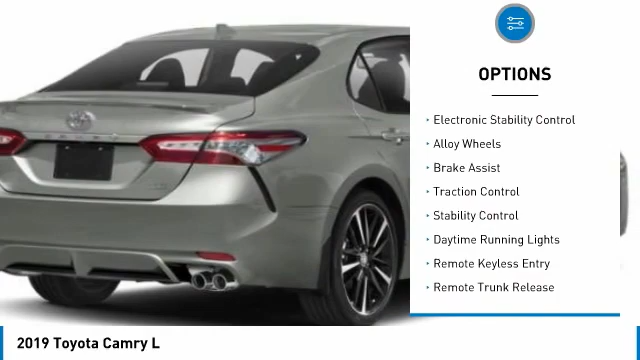 OPTIONS
Electronic Stability Control
Alloy Wheels
Brake Assist
Traction Control
Stability Control
Daytime Running Lights
Remote Keyless Entry
Remote Trunk Release
2019 Toyota Camry L